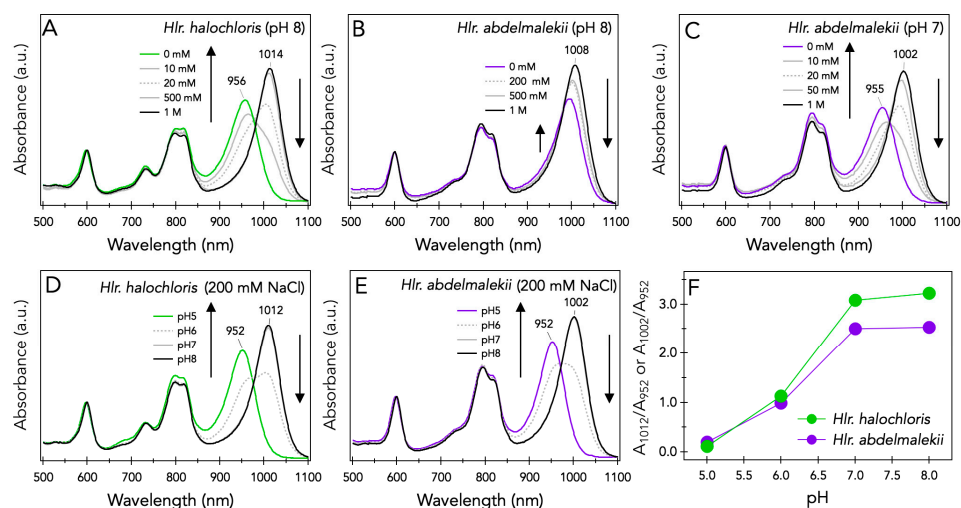 A
Hlr. halochloris (pH 8)
0 mM
10 mM
20 mM
500 mM
1 M
956
1014
Absorbance (a.u.)
500 600 700 800 900 1000 1100
Wavelength (nm)
B
Hlr. abdelmalekii (pH 8)
0 mM
200 mM
500 mM
1 M
1008
Absorbance (a.u.)
500 600 700 800 900 1000 1100
Wavelength (nm)
C
Hlr. abdelmalekii (pH 7)
0 mM
10 mM
20 mM
50 mM
1 M
955
1002
Absorbance (a.u.)
500 600 700 800 900 1000 1100
Wavelength (nm)
D
Hlr. halochloris (200 mM NaCl)
pH5
pH6
pH7
pH8
952
1012
Absorbance (a.u.)
500 600 700 800 900 1000 1100
Wavelength (nm)
E
Hlr. abdelmalekii (200 mM NaCl)
pH5
pH6
pH7
pH8
952
1002
Absorbance (a.u.)
500 600 700 800 900 1000 1100
Wavelength (nm)
F
A1012/A952 or A1002/A952
3.0
2.0
1.0
0.0
Hlr. halochloris
Hlr. abdelmalekii
5.0 5.5 6.0 6.5 7.0 7.5 8.0
pH